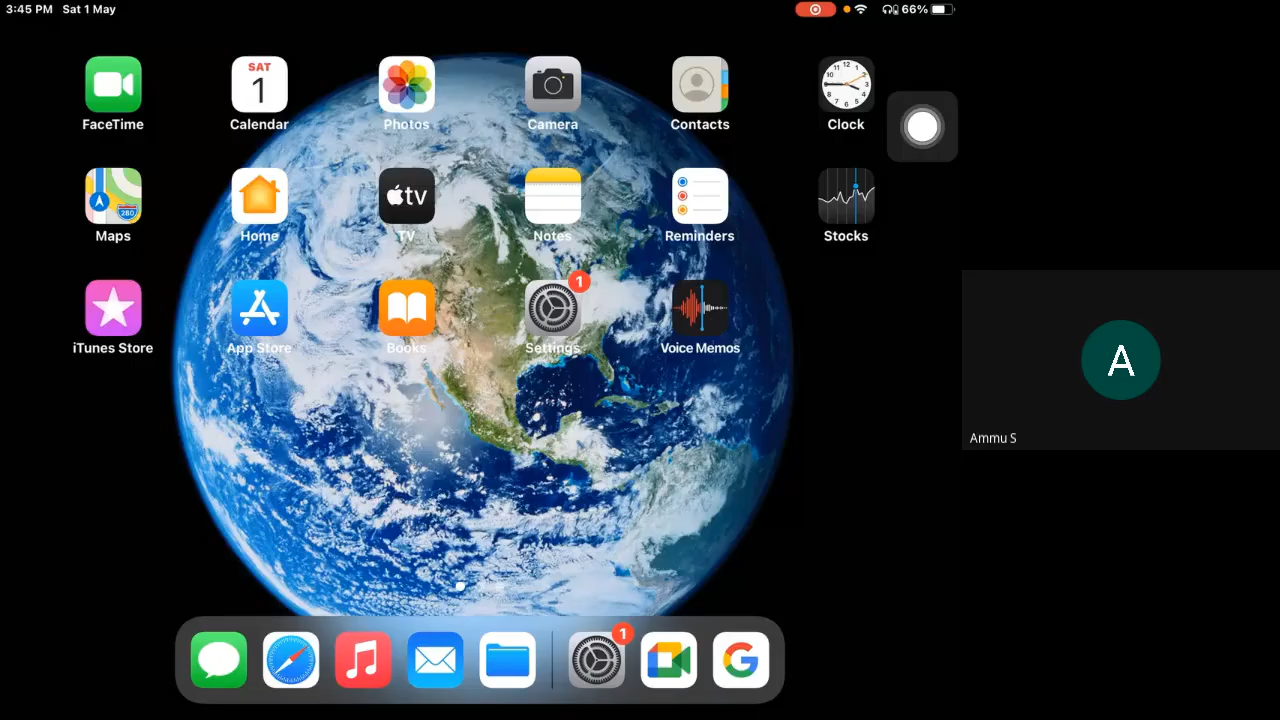 3:45 PM Sat 1 May
66%
SAT
1
FaceTime
Calendar
Photos
Camera
Contacts
Clock
tv
280
Maps
Home
TV
Notes
Reminders
Stocks
1
iTunes Store
App Store
Books
Settings
Voice Memos
A
Ammu S
1
G